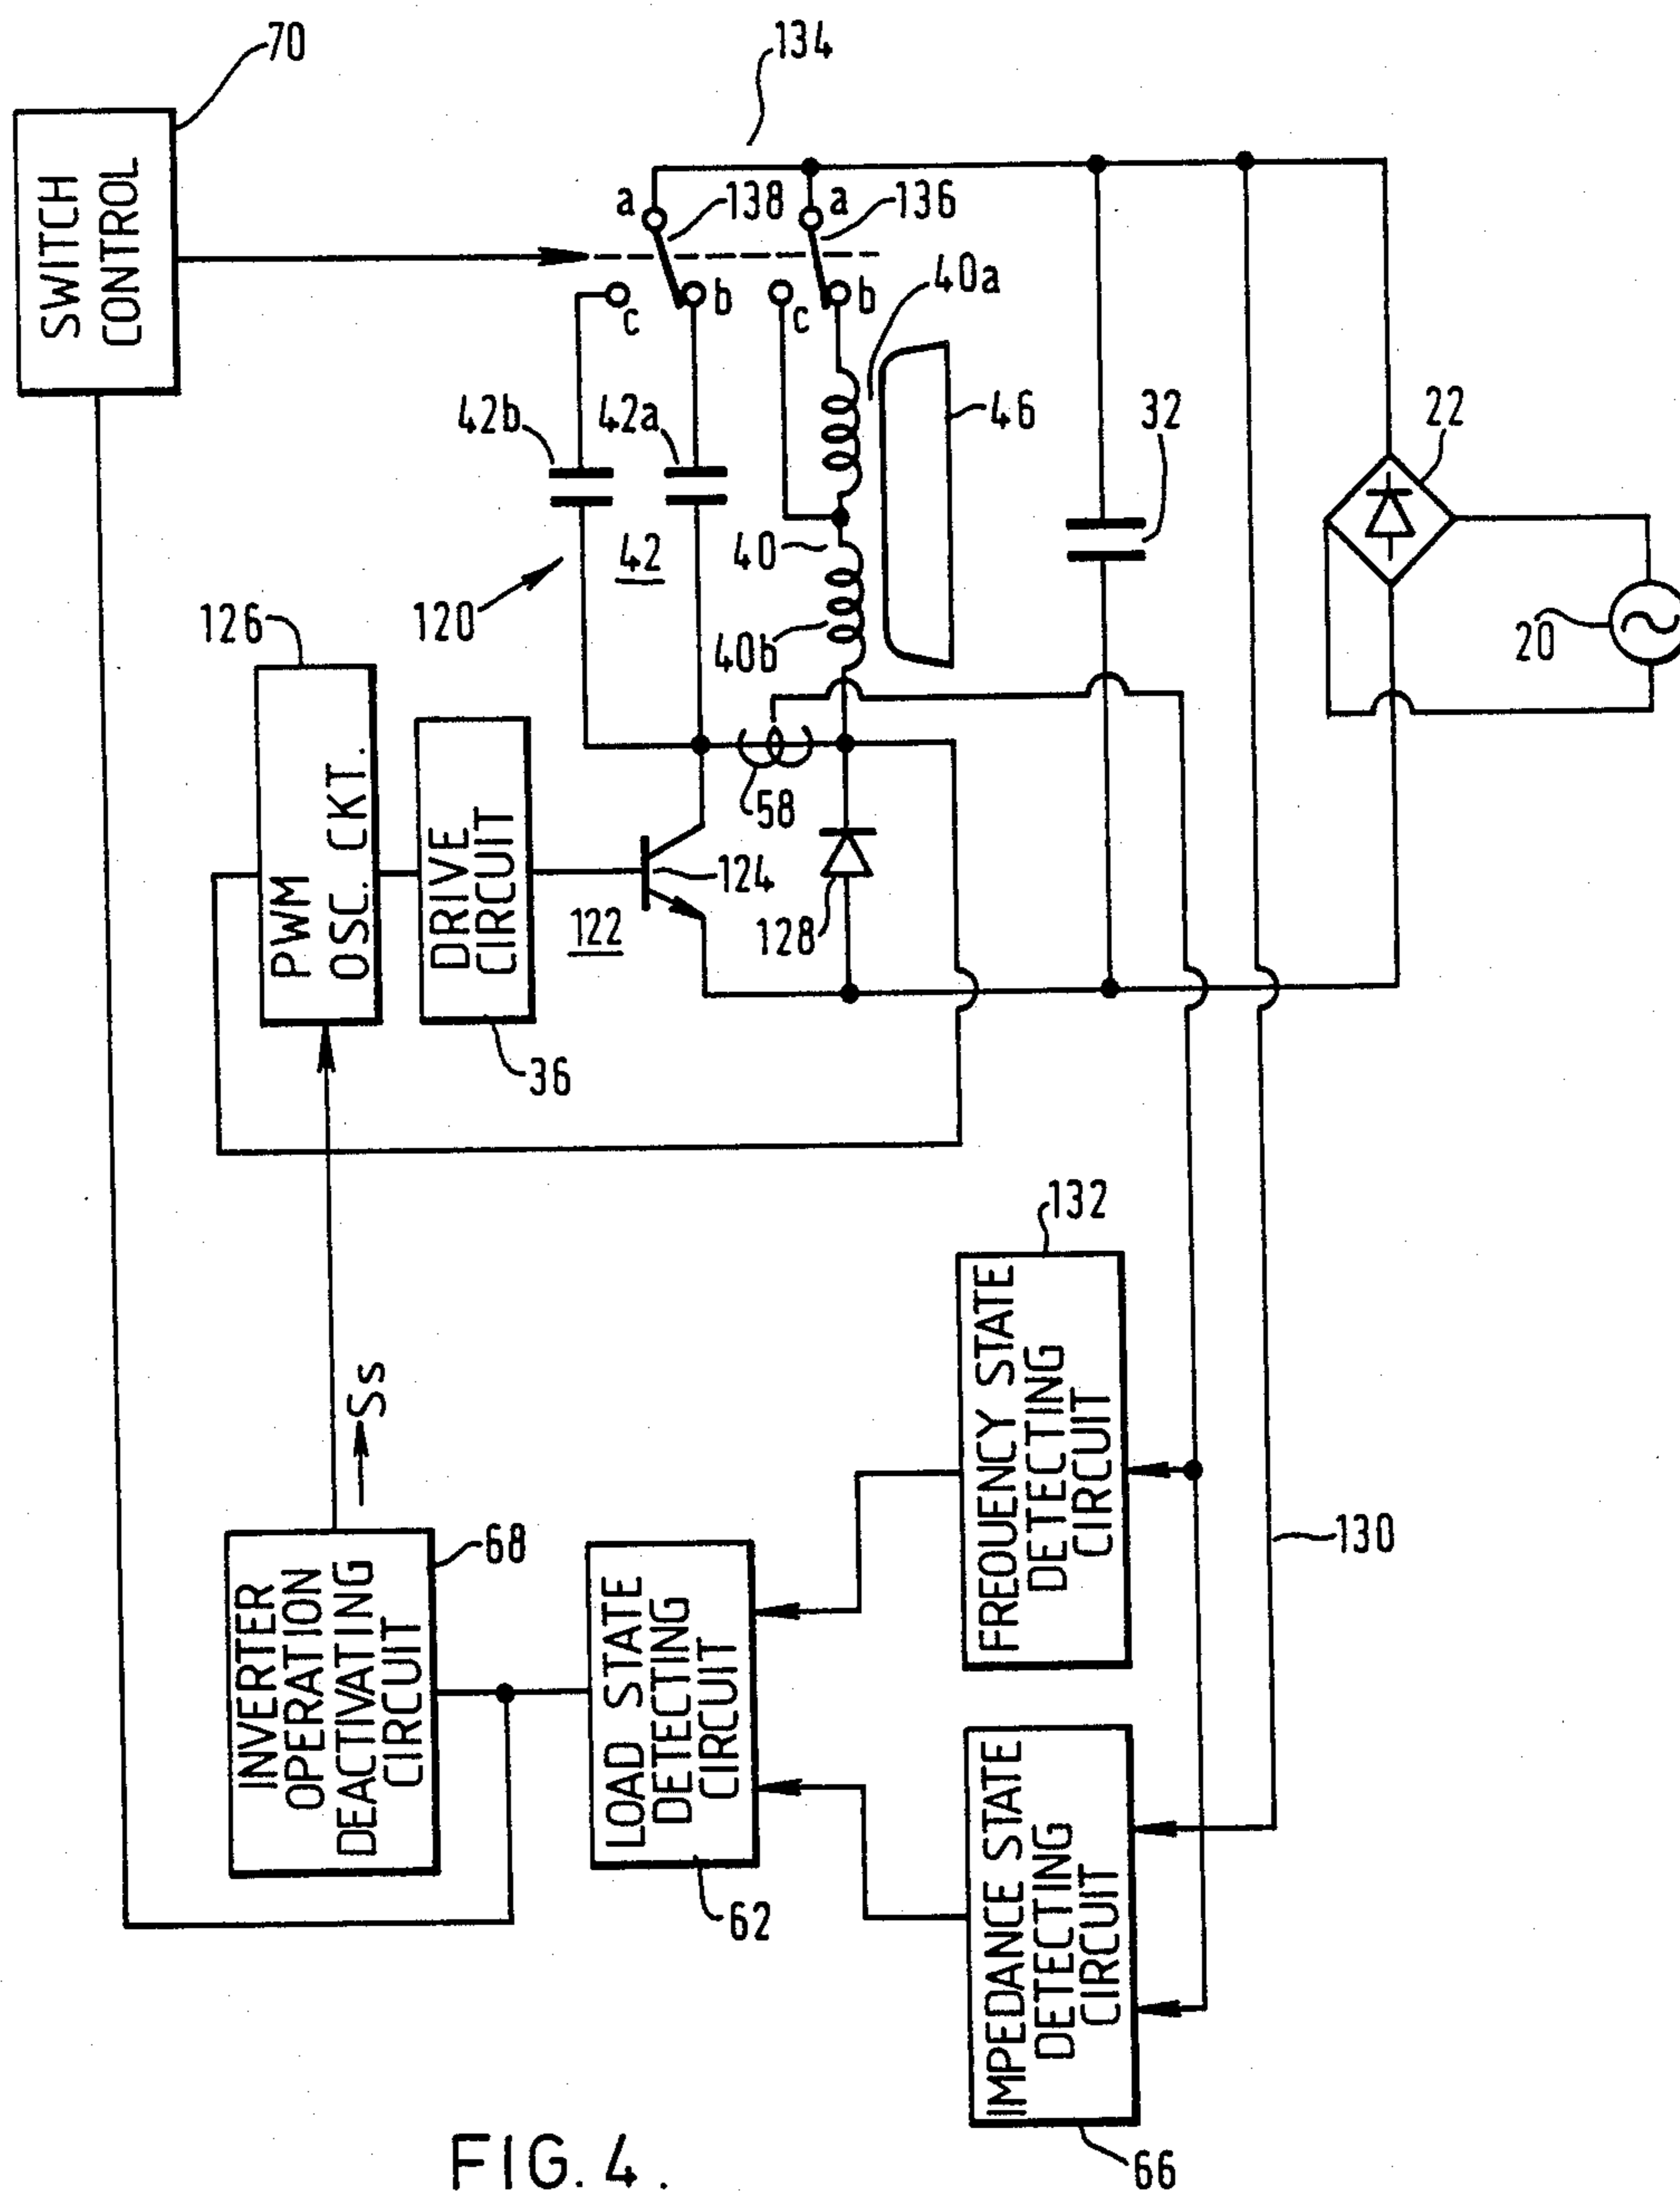 70
134
SWITCH
CONTROL
a
138
a
136
c
b
c
b
40a
42b
42a
46
32
22
42
40
120
126
40b
20
PWM
OSC. CKT.
DRIVE
CIRCUIT
58
124
122
128
36
132
FREQUENCY STATE
DETECTING
CIRCUIT
Ss
130
68
INVERTER
OPERATION
DEACTIVATING
CIRCUIT
LOAD STATE
DETECTING
CIRCUIT
62
IMPEDANCE STATE
DETECTING
CIRCUIT
66
FIG. 4.